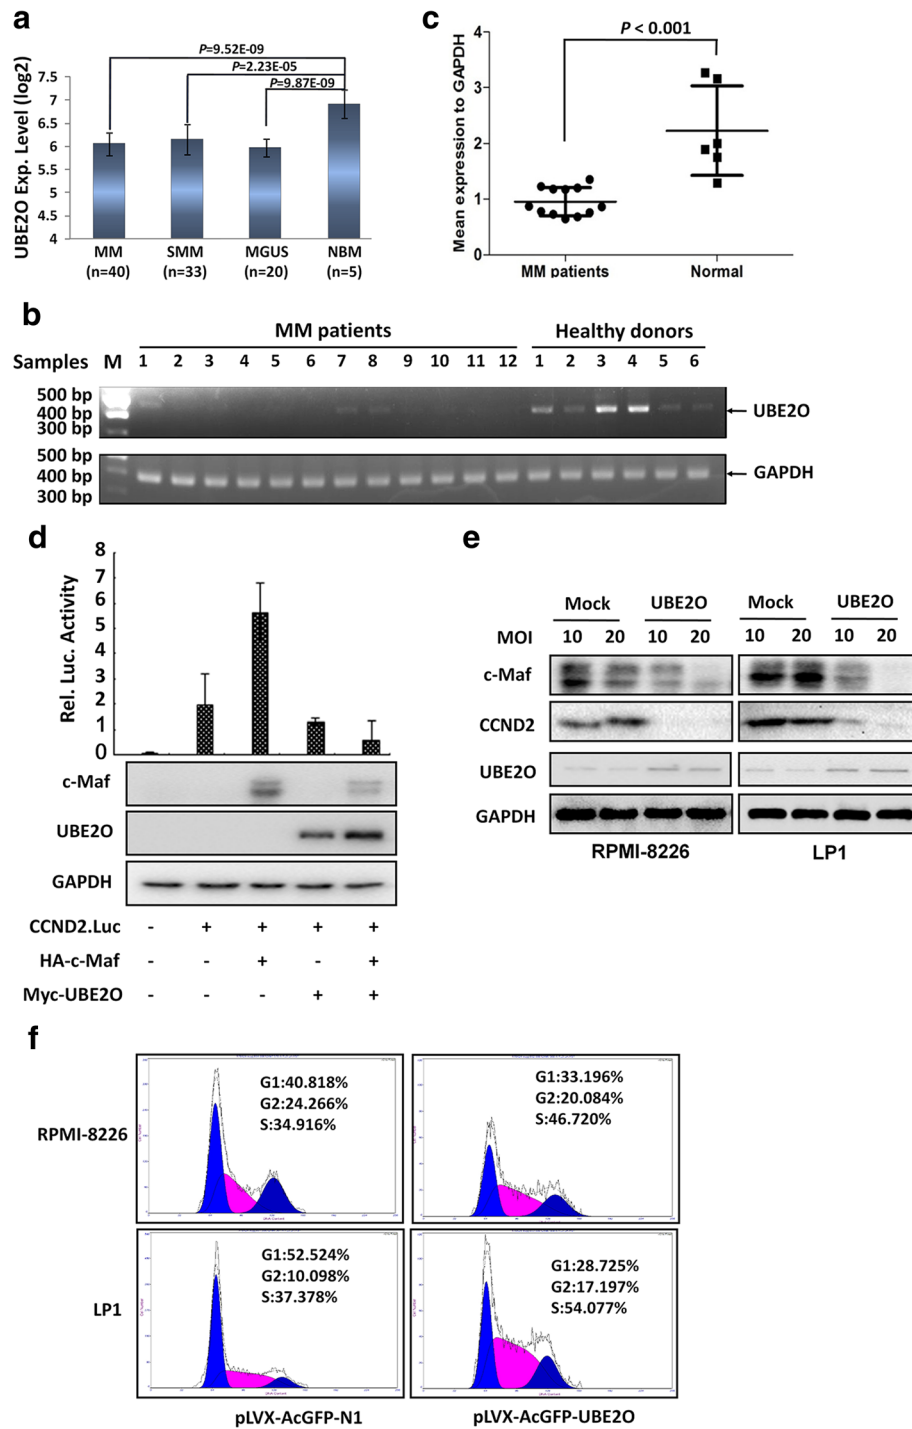 a
UBE2O Exp. Level (log2)
P=9.52E-09
P=2.23E-05
P=9.87E-09
7.5
7
6.5
6
5.5
5
4.5
4
MM SMM MGUS NBM
(n=40) (n=33) (n=20) (n=5)
c
Mean expression to GAPDH
P < 0.001
4
3
2
1
0
MM patients Normal
b
MM patients Healthy donors
Samples M 1 2 3 4 5 6 7 8 9 10 11 12 1 2 3 4 5 6
500 bp
400 bp
300 bp
UBE2O
500 bp
400 bp
300 bp
GAPDH
d
Rel. Luc. Activity
8
7
6
5
4
3
2
1
0
c-Maf
UBE2O
GAPDH
CCND2.Luc - + + + +
HA-c-Maf - - + - +
Myc-UBE2O - - - + +
e
Mock UBE2O Mock UBE2O
MOI 10 20 10 20 10 20 10 20
c-Maf
CCND2
UBE2O
GAPDH
RPMI-8226 LP1
f
RPMI-8226
G1:40.818%
G2:24.266%
S:34.916%
G1:33.196%
G2:20.084%
S:46.720%
LP1
G1:52.524%
G2:10.098%
S:37.378%
G1:28.725%
G2:17.197%
S:54.077%
pLVX-AcGFP-N1 pLVX-AcGFP-UBE2O